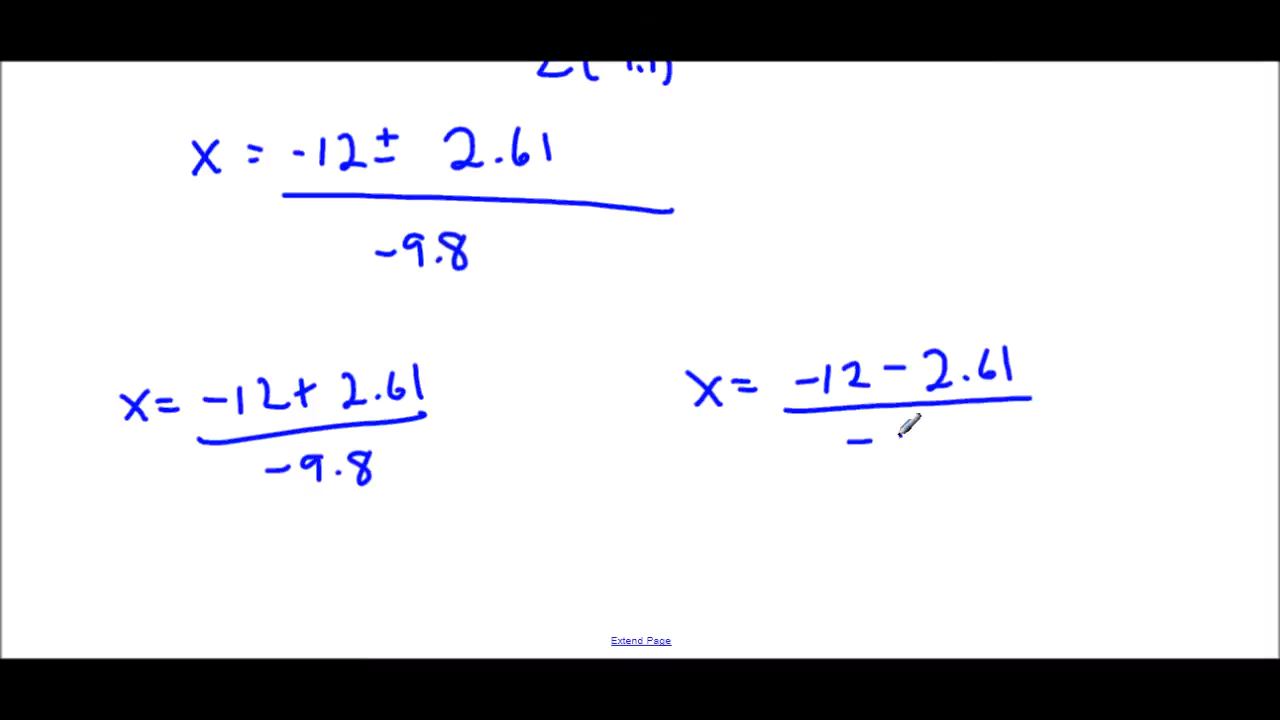 x = -12 ± 2.61
-9.8
x = -12 + 2.61
-9.8
x = -12 - 2.61
-
Extend Page